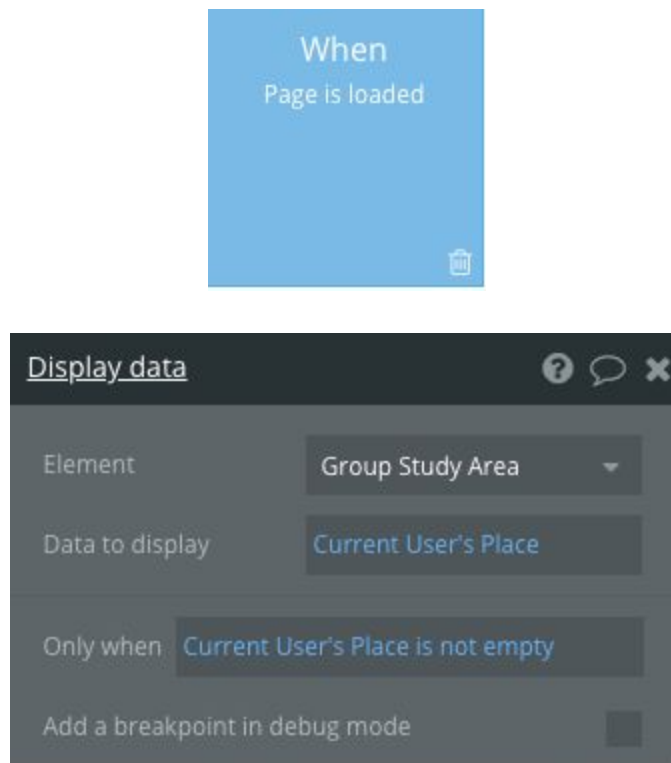 When
Page is loaded
Display data
Element Group Study Area
Data to display Current User's Place
Only when Current User's Place is not empty
Add a breakpoint in debug mode